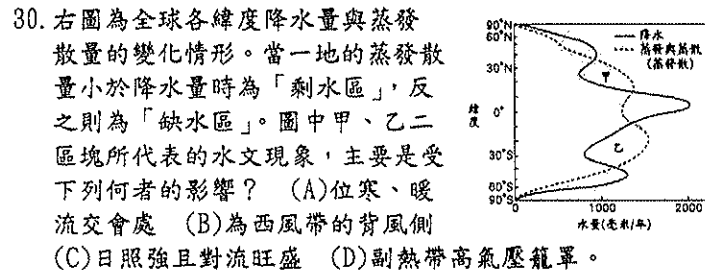 30. 右圖為全球各緯度降水量與蒸發
散量的變化情形。當一地的蒸發散
量小於降水量時為「剩水區」，反
之則為「缺水區」。圖中甲、乙二
區塊所代表的水文現象，主要是受
下列何者的影響？ (A)位寒、暖
流交會處 (B)為西風帶的背風側
(C)日照強且對流旺盛 (D)副熱帶高氣壓籠罩。
90°N
60°N
30°N
0°
30°S
60°S
90°S
緯度
降水
蒸發與蒸散
(蒸發散)
甲
乙
0 1000 2000
水量(毫米/年)